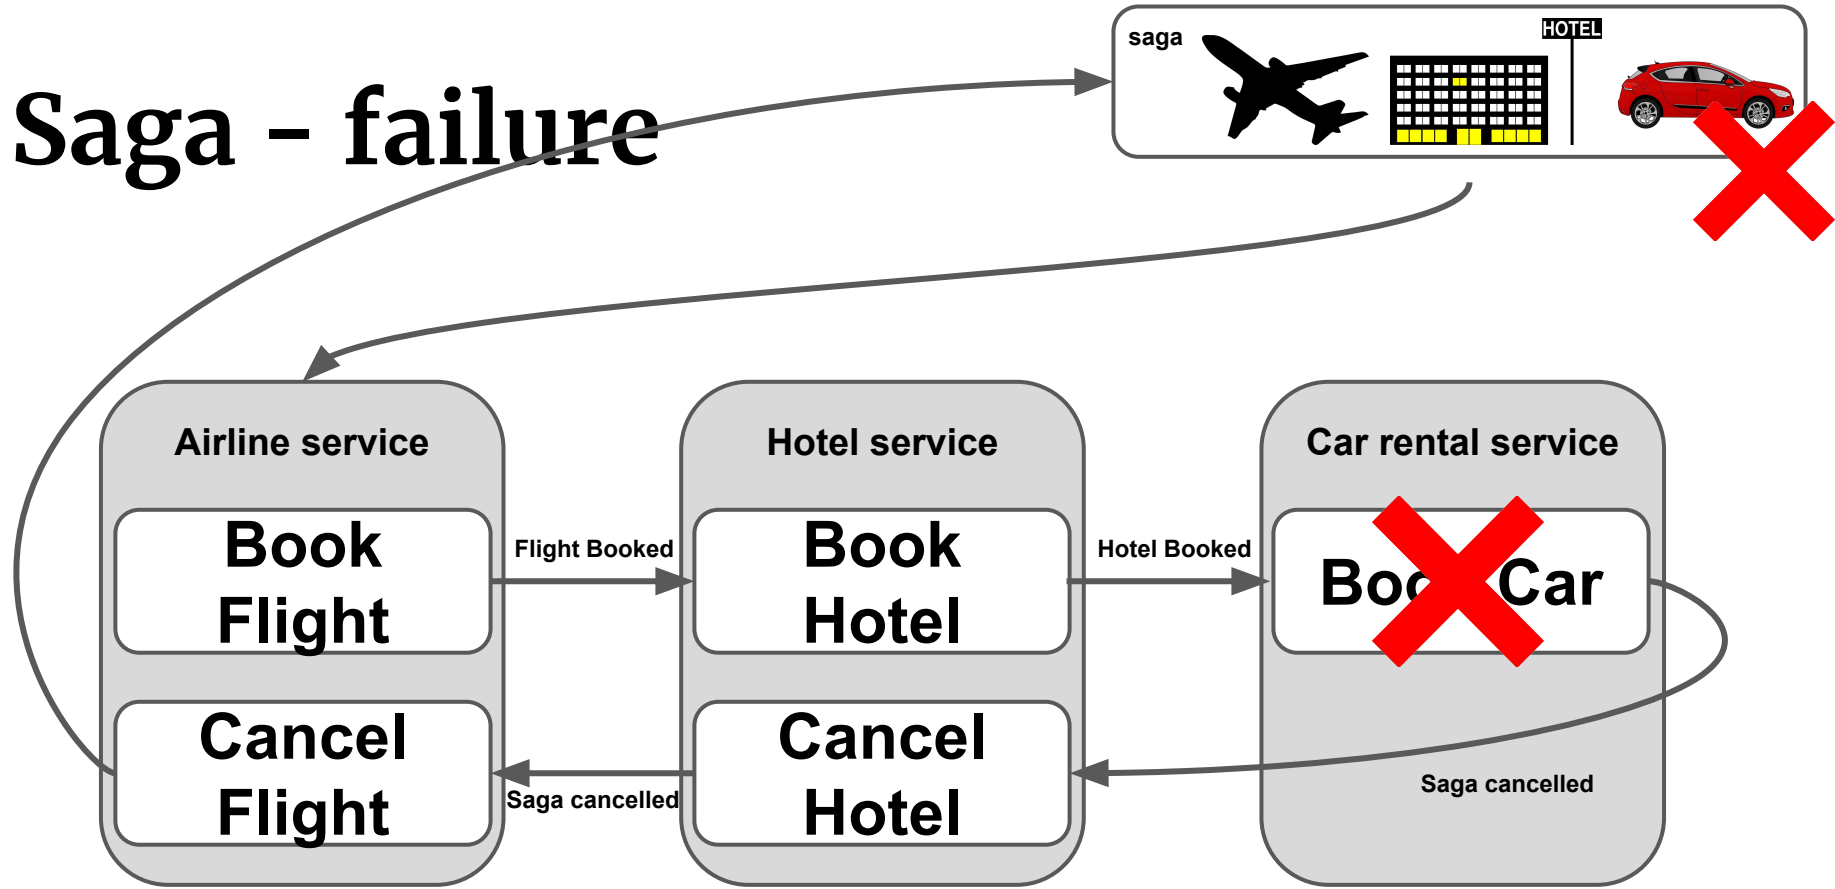 saga
HOTEL
Saga – failure
Airline service
Hotel service
Car rental service
Book
Flight
Flight Booked
Book
Hotel
Hotel Booked
Book Car
Cancel
Flight
Saga cancelled
Cancel
Hotel
Saga cancelled